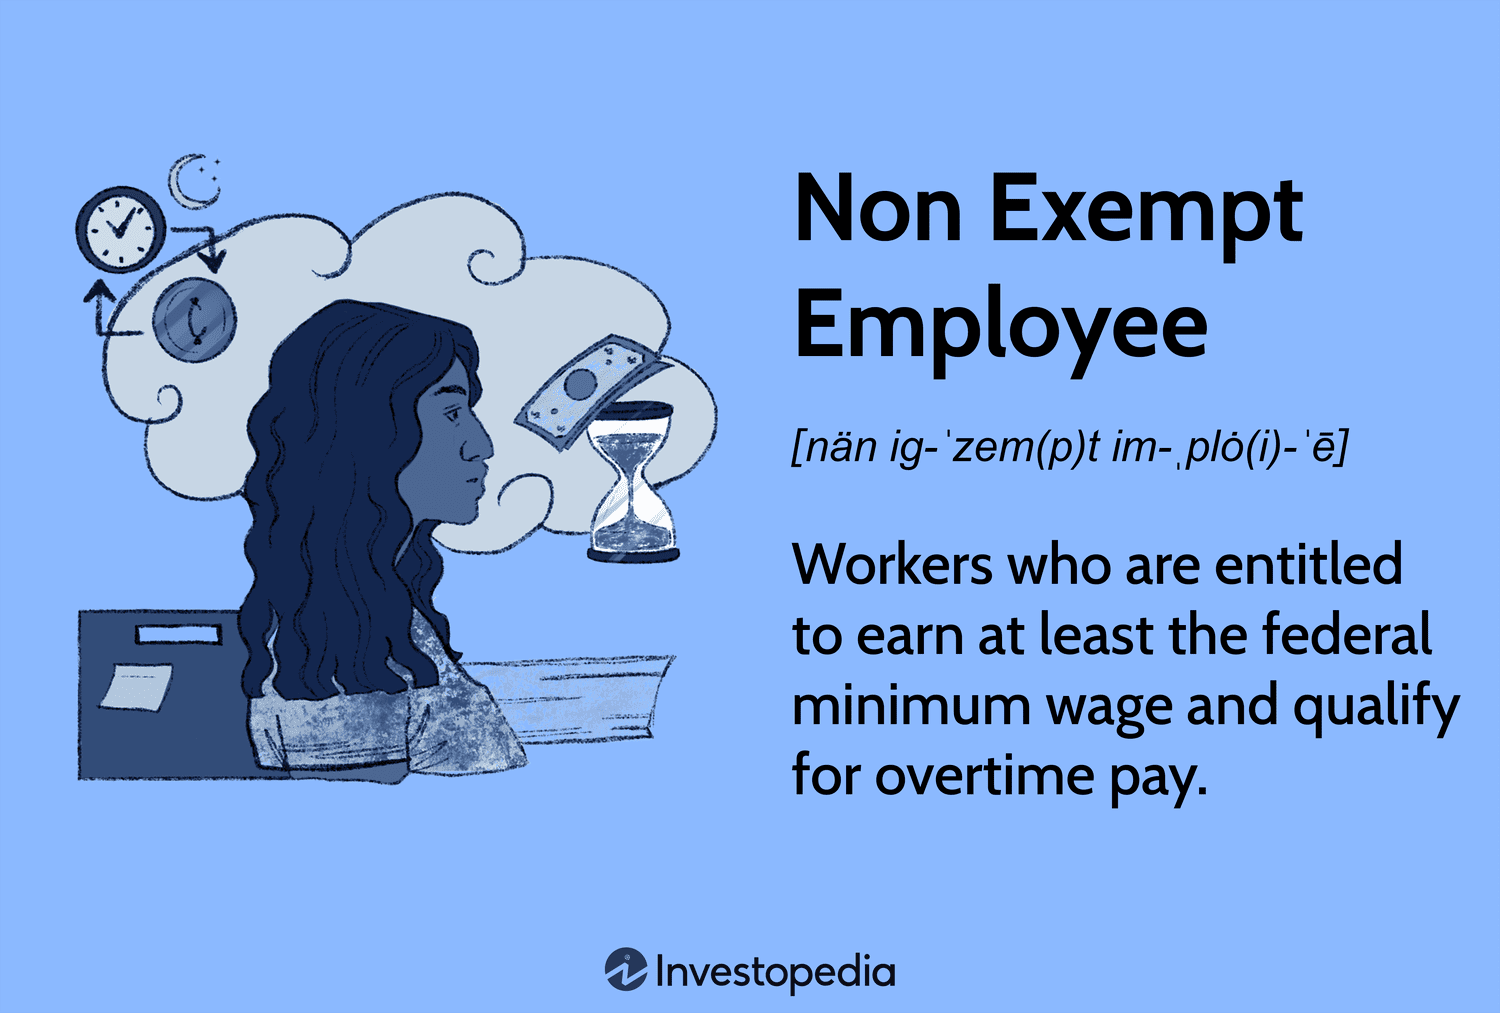 Non Exempt
Employee
[nän ig-ˈzem(p)t im-ˌplȯ(i)-ˈē]
Workers who are entitled
to earn at least the federal
minimum wage and qualify
for overtime pay.
Investopedia